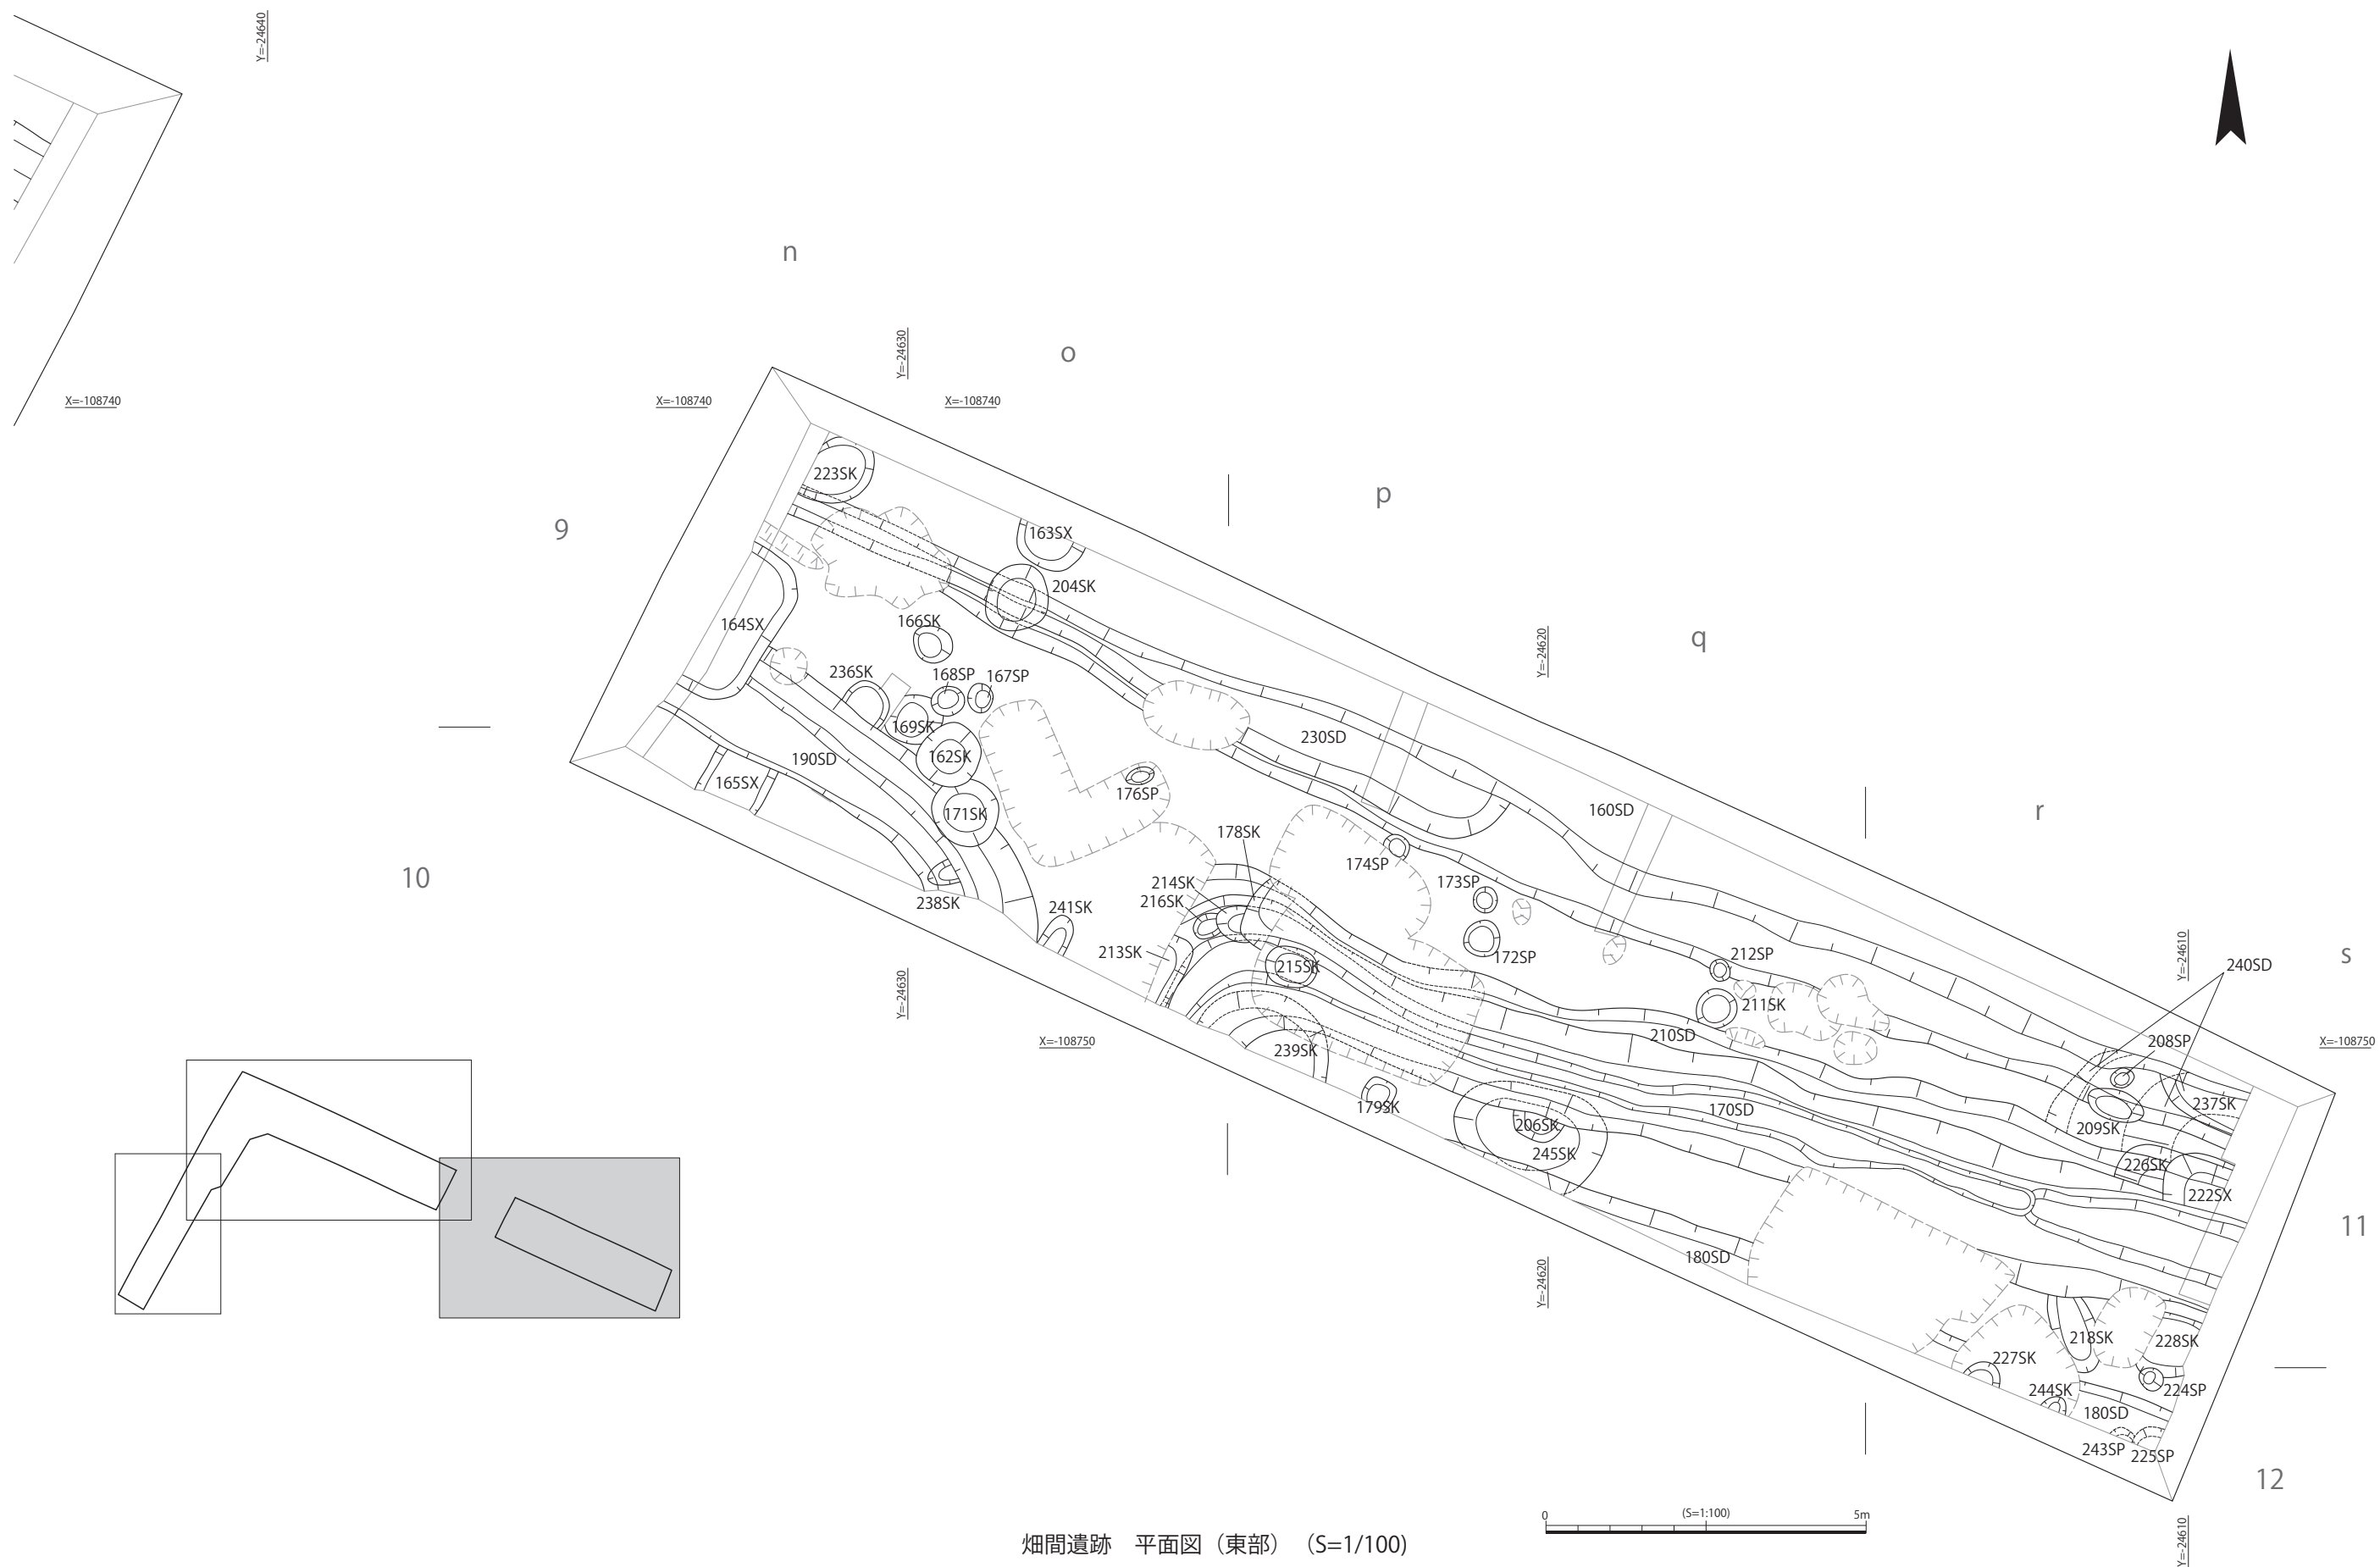 Y=-24640
n
o
Y=-24630
X=-108740
X=-108740
X=-108740
223SK
p
9
163SX
204SK
166SK
164SX
Y=-24620
q
236SK
168SP
167SP
169SK
230SD
162SK
190SD
165SX
176SP
171SK
160SD
r
178SK
174SP
10
214SK
173SP
216SK
238SK
241SK
213SK
172SP
212SP
Y=-24610
s
215SK
240SD
Y=-24630
211SK
210SD
X=-108750
239SK
208SP
X=-108750
179SK
170SD
237SK
206SK
209SK
245SK
226SK
222SX
11
180SD
Y=-24620
218SK
228SK
227SK
244SK
224SP
180SD
243SP
225SP
12
0
(S=1:100)
5m
畑間遺跡　平面図（東部）（S=1/100)
Y=-24610